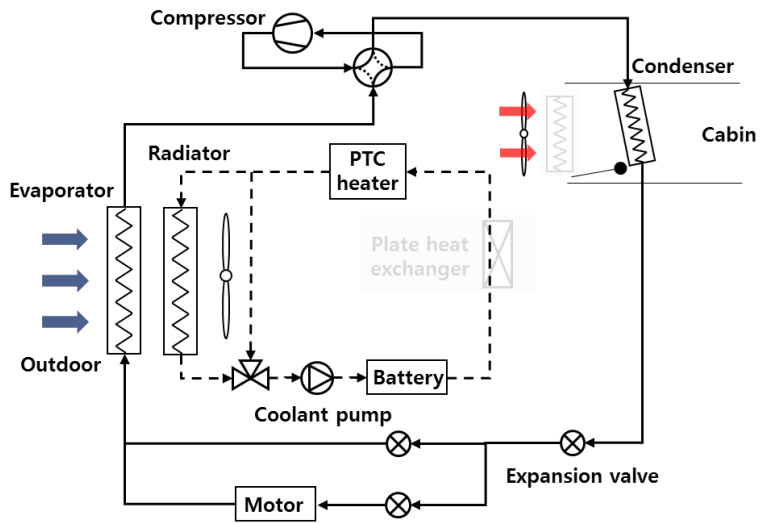 Compressor
Condenser
Cabin
Radiator
PTC
heater
Evaporator
Plate heat
exchanger
Outdoor
Battery
Coolant pump
Expansion valve
Motor